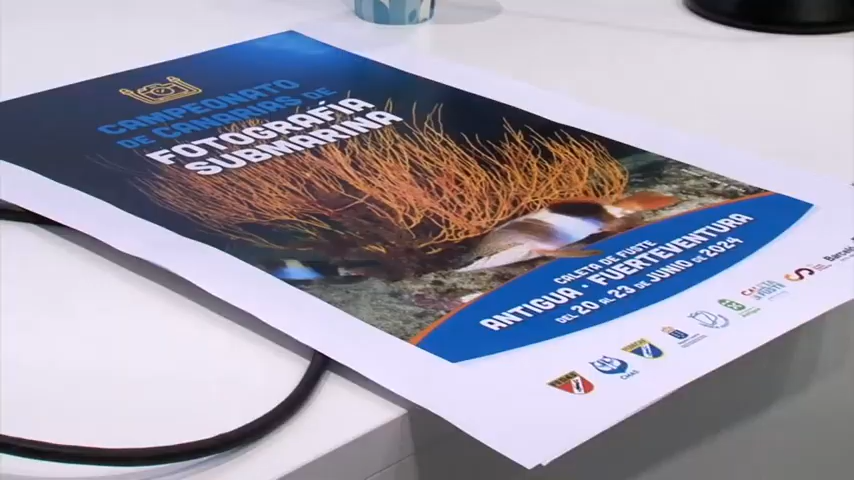 CAMPEONATO
DE CANARIAS DE
FOTOGRAFÍA
SUBMARINA
CALETA DE FUSTE
ANTIGUA · FUERTEVENTURA
DEL 20 AL 23 DE JUNIO DE 2024